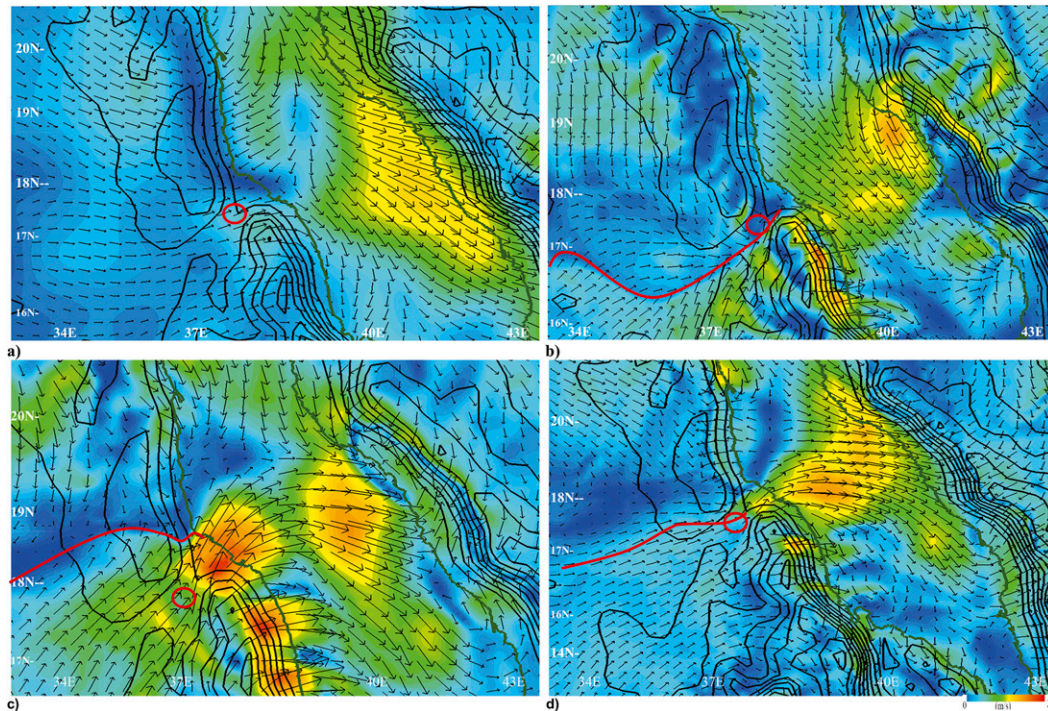 20N-
19N
18N--
17N-
16N-
34E 37E 40E 43E
a)
20N-
19N
18N--
17N-
16N-
34E 37E 40E 43E
b)
20N-
19N
18N--
17N-
34E 37E 40E 43E
c)
20N-
19N
18N--
17N-
16N-
14N-
34E 37E 40E 43E
d)
0 (m/s)